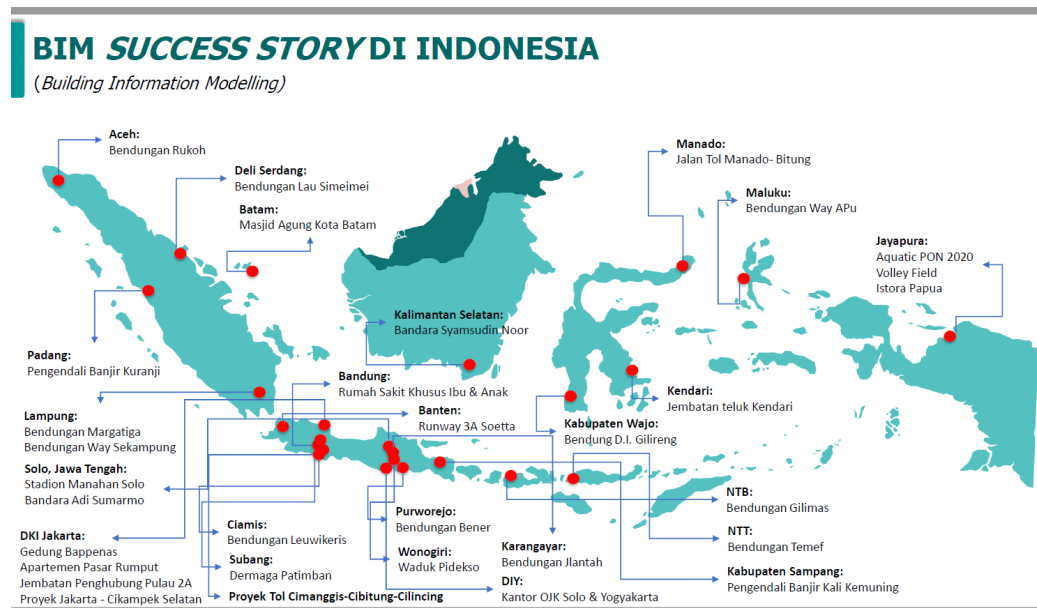 BIM SUCCESS STORY DI INDONESIA
(Building Information Modelling)
Aceh:
Bendungan Rukoh
Deli Serdang:
Bendungan Lau Simeimei
Batam:
Masjid Agung Kota Batam
Manado:
Jalan Tol Manado- Bitung
Maluku:
Bendungan Way APu
Jayapura:
Aquatic PON 2020
Volley Field
Istora Papua
Kalimantan Selatan:
Bandara Syamsudin Noor
Padang:
Pengendali Banjir Kuranji
Bandung:
Rumah Sakit Khusus Ibu & Anak
Banten:
Runway 3A Soetta
Kendari:
Jembatan teluk Kendari
Kabupaten Wajo:
Bendung D.I. Gilireng
Lampung:
Bendungan Margatiga
Bendungan Way Sekampung
Solo, Jawa Tengah:
Stadion Manahan Solo
Bandara Adi Sumarmo
DKI Jakarta:
Gedung Bappenas
Apartemen Pasar Rumput
Jembatan Penghubung Pulau 2A
Proyek Jakarta - Cikampek Selatan
Ciamis:
Bendungan Leuwikeris
Subang:
Dermaga Patimban
Proyek Tol Cimanggis-Cibitung-Cilincing
Purworejo:
Bendungan Bener
Wonogiri:
Waduk Pidekso
Karangayar:
Bendungan JIantah
DIY:
Kantor OJK Solo & Yogyakarta
NTB:
Bendungan Gilimas
NTT:
Bendungan Temef
Kabupaten Sampang:
Pengendali Banjir Kali Kemuning